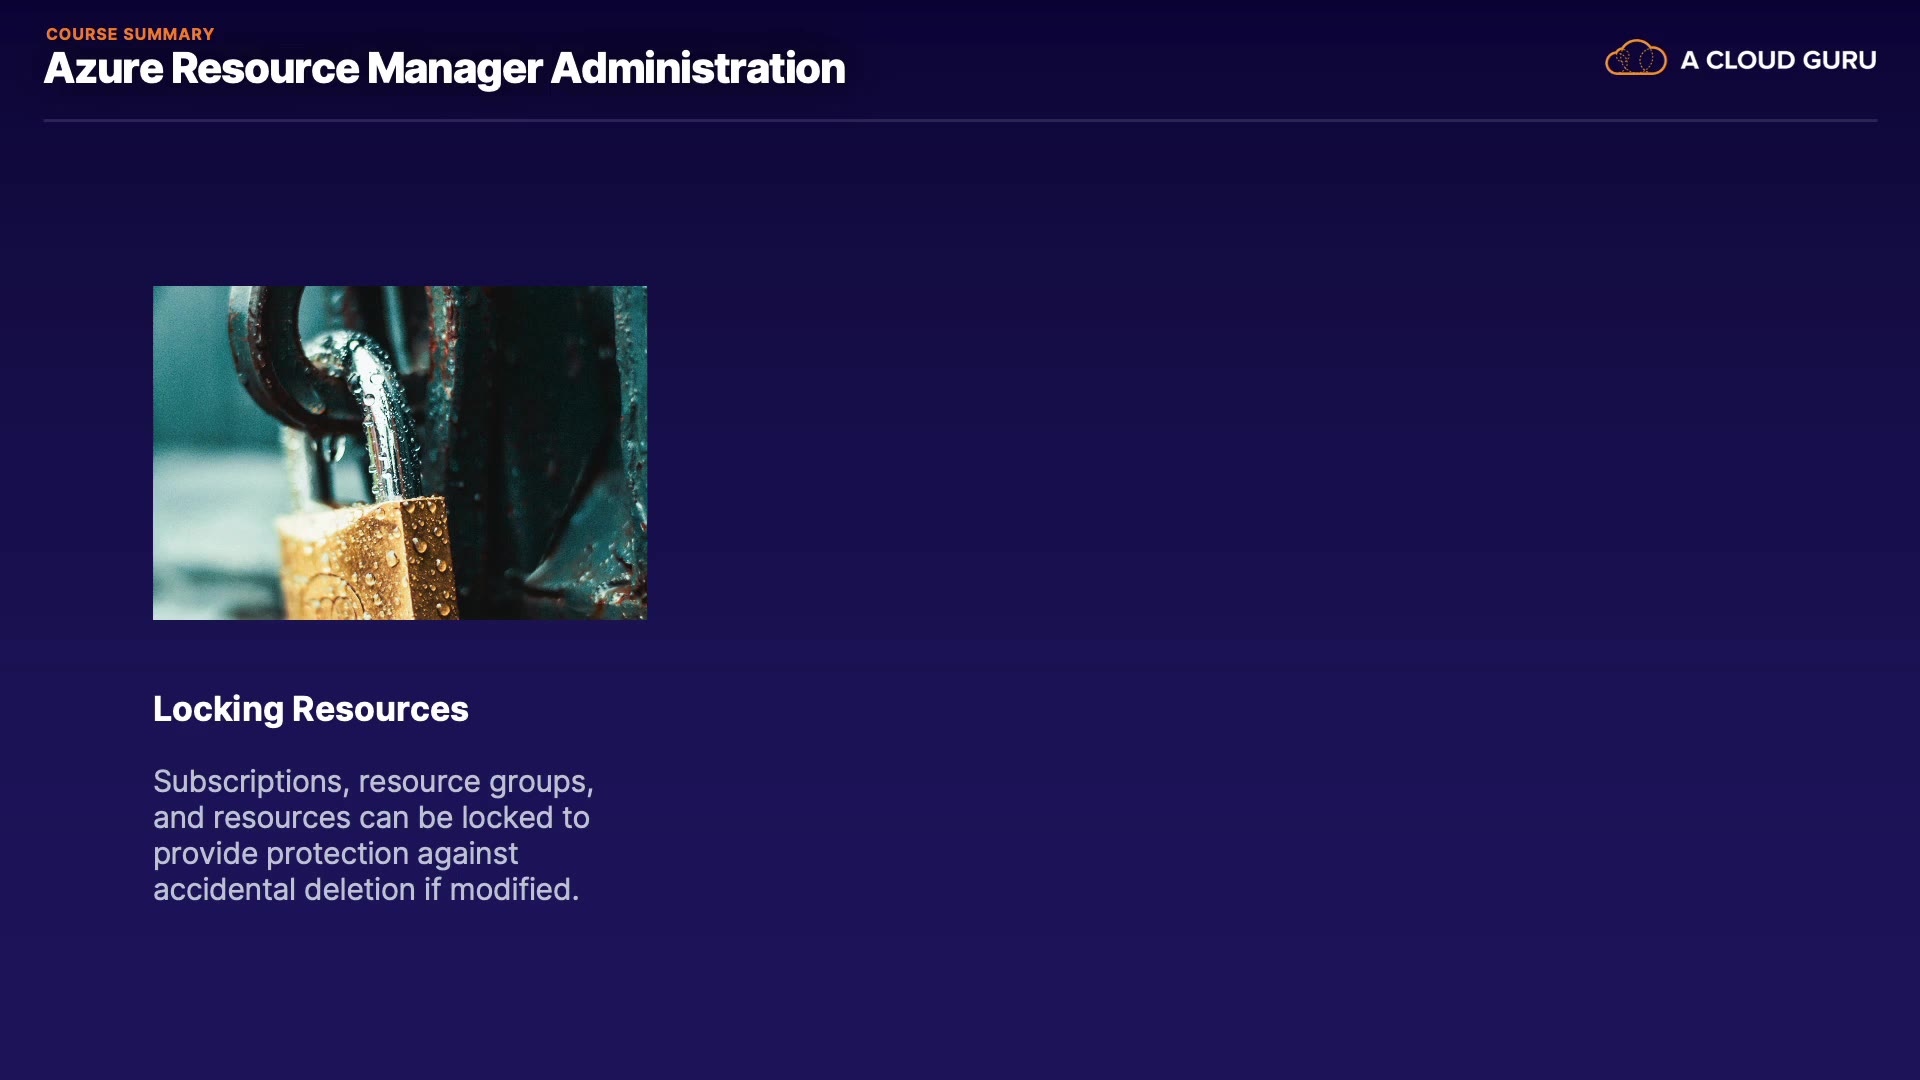 COURSE SUMMARY
Azure Resource Manager Administration
A CLOUD GURU
Locking Resources
Subscriptions, resource groups,
and resources can be locked to
provide protection against
accidental deletion if modified.